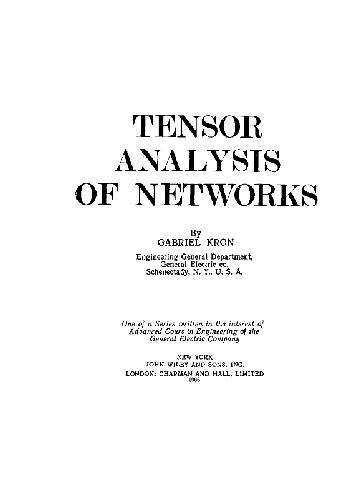 TENSOR
ANALYSIS
OF NETWORKS
By
GABRIEL KRON
Engineering General Department,
General Electric ec.
Schenectady, N. Y., U. S. A.
One of a Series written in the interest of
Advanced Couse in Engineering of the
General Electric Company
NEW YORK
JOHN WILEY AND SONS, INC.
LONDON: CHAPMAN AND HALL, LIMITED